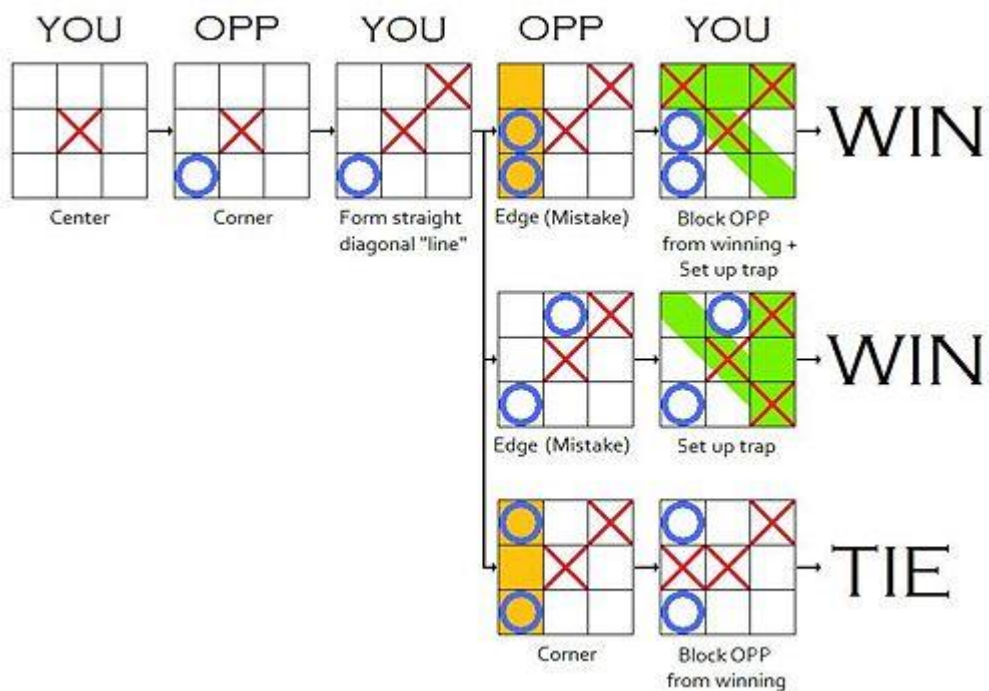 YOU OPP YOU OPP YOU
WIN
Center
Corner
Form straight
diagonal "line"
Edge (Mistake)
Block OPP
from winning +
Set up trap
WIN
Edge (Mistake)
Set up trap
TIE
Corner
Block OPP
from winning